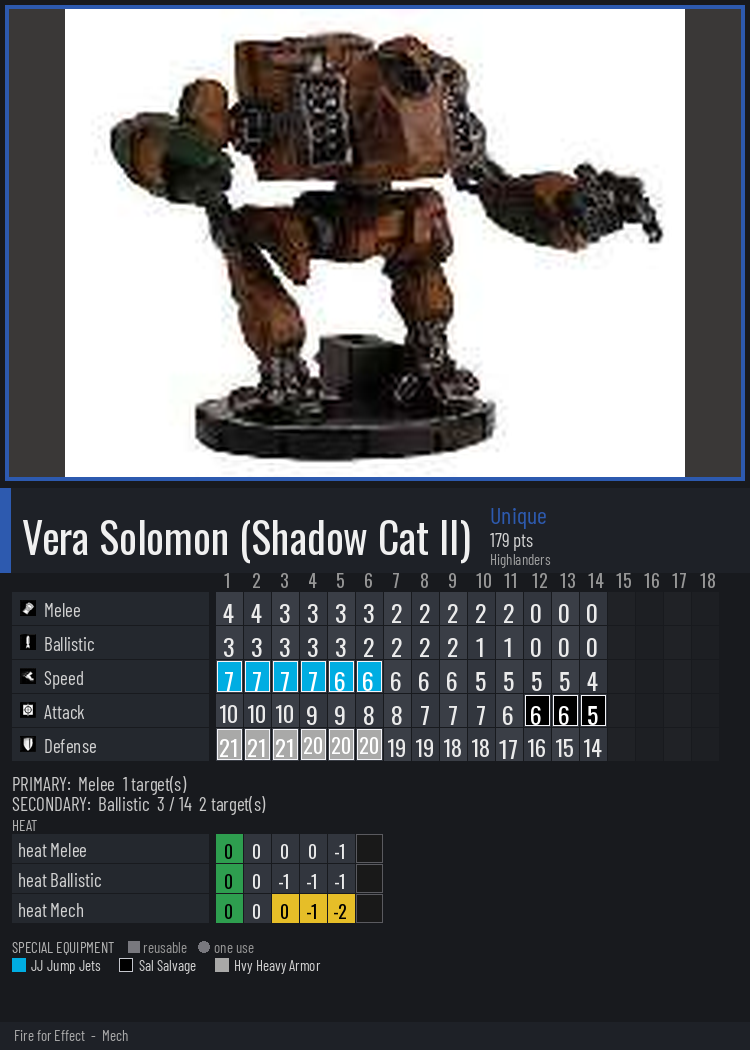 Vera Solomon (Shadow Cat II)
Unique
179 pts
Highlanders
1 2 3 4 5 6 7 8 9 10 11 12 13 14 15 16 17 18
Melee 4 4 3 3 3 3 2 2 2 2 2 0 0 0
Ballistic 3 3 3 3 3 2 2 2 2 1 1 0 0 0
Speed 7 7 7 7 6 6 6 6 6 5 5 5 5 4
Attack 10 10 10 9 9 8 8 7 7 7 6 6 6 5
Defense 21 21 21 20 20 20 19 19 18 18 17 16 15 14
PRIMARY: Melee 1 target(s)
SECONDARY: Ballistic 3 / 14 2 target(s)
HEAT
heat Melee 0 0 0 0 -1
heat Ballistic 0 0 -1 -1 -1
heat Mech 0 0 0 -1 -2
SPECIAL EQUIPMENT reusable one use
JJ Jump Jets Sal Salvage Hvy Heavy Armor
Fire for Effect - Mech